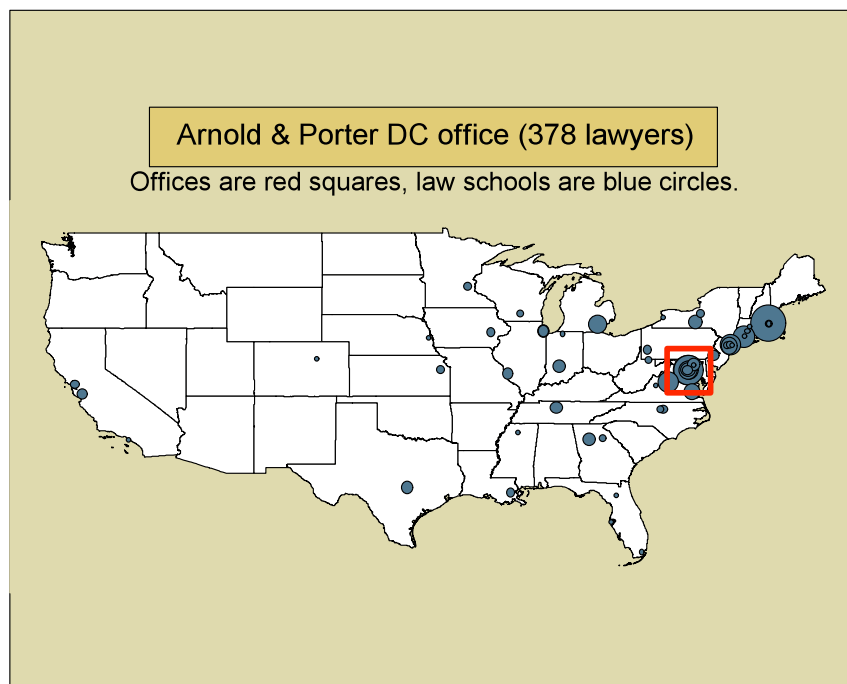 Arnold & Porter DC office (378 lawyers)
Offices are red squares, law schools are blue circles.